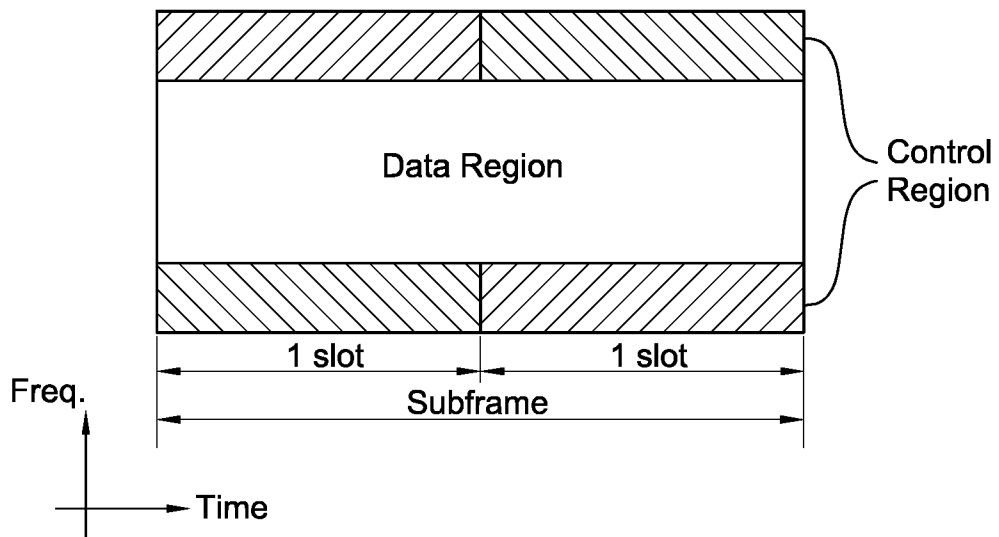 Data Region
Control
Region
1 slot
1 slot
Subframe
Freq.
Time